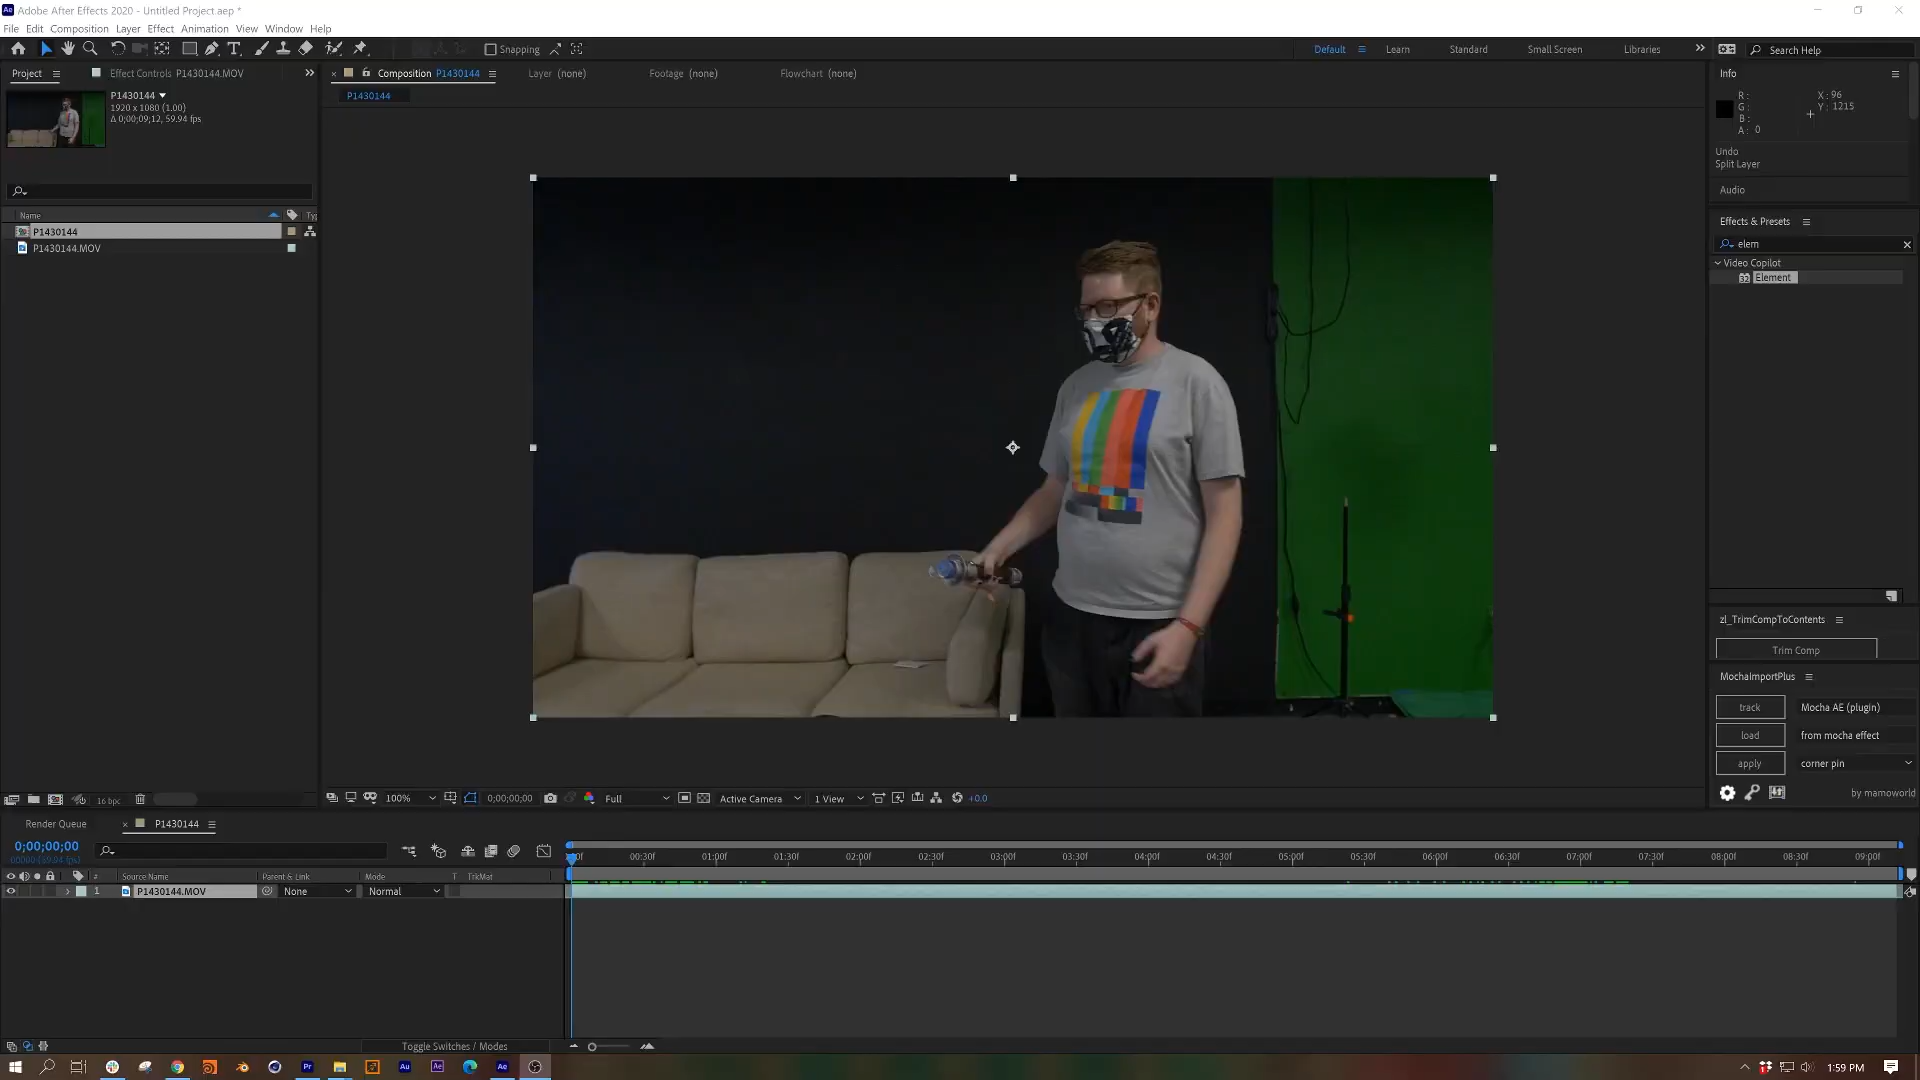 Adobe After Effects 2020 - Untitled Project.aep *
File Edit Composition Layer Effect Animation View Window Help
Snapping
Default Learn Standard Small Screen Libraries
Search Help
Project
Effect Controls P1430144.MOV
Composition P1430144
Layer (none)
Footage (none)
Flowchart (none)
Info
P1430144
P1430144
1920 x 1080 (1.00)
Δ 0;00;09;12, 59.94 fps
R :
G :
B :
A : 0
X : 96
Y : 1215
Undo
Split Layer
Audio
Name
P1430144
P1430144.MOV
Effects & Presets
elem
Video Copilot
32 Element
zl_TrimCompToContents
Trim Comp
MochaImportPlus
track Mocha AE (plugin)
load from mocha effect
apply corner pin
by mamoworld
16 bpc
100% 0;00;00;00 Full Active Camera 1 View +0.0
Render Queue P1430144
0;00;00;00
00000 (59.94 fps)
00:30f 01:00f 01:30f 02:00f 02:30f 03:00f 03:30f 04:00f 04:30f 05:00f 05:30f 06:00f 06:30f 07:00f 07:30f 08:00f 08:30f 09:00f
# Source Name Parent & Link Mode T TrkMat
1 P1430144.MOV None Normal
Toggle Switches / Modes
1:59 PM